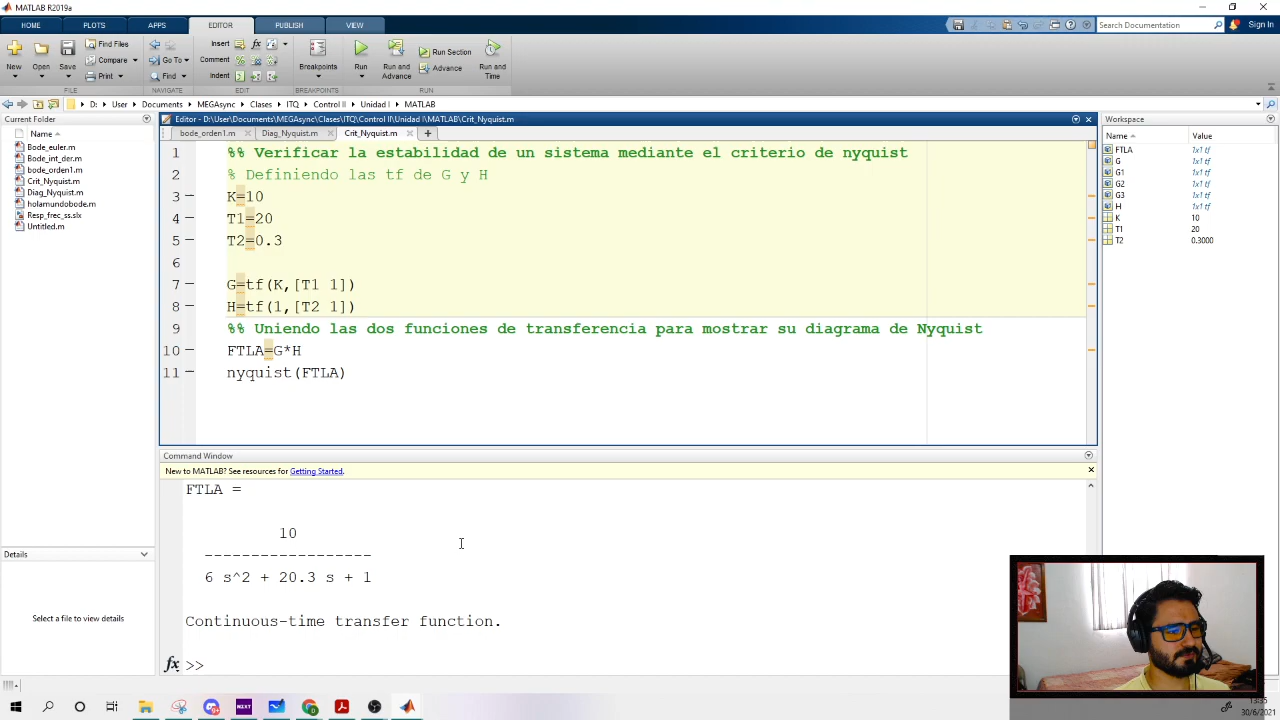 MATLAB R2019a
HOME PLOTS APPS EDITOR PUBLISH VIEW
Search Documentation
Sign In
New Open Save
Find Files
Compare
Print
Go To
Find
Insert
Comment
Indent
Breakpoints
Run
Run and Advance
Run Section
Advance
Run and Time
FILE NAVIGATE EDIT BREAKPOINTS RUN
D: User Documents MEGAsync Clases ITQ Control II Unidad I MATLAB
Current Folder
Name
Bode_euler.m
Bode_int_der.m
bode_orden1.m
Crit_Nyquist.m
Diag_Nyquist.m
holamundobode.m
Resp_frec_ss.slx
Untitled.m
Details
Select a file to view details
Editor - D:\User\Documents\MEGAsync\Clases\ITQ\Control II\Unidad I\MATLAB\Crit_Nyquist.m
bode_orden1.m Diag_Nyquist.m Crit_Nyquist.m
1 %% Verificar la estabilidad de un sistema mediante el criterio de nyquist
2 % Definiendo las tf de G y H
3 K=10
4 T1=20
5 T2=0.3
6
7 G=tf(K,[T1 1])
8 H=tf(1,[T2 1])
9 %% Uniendo las dos funciones de transferencia para mostrar su diagrama de Nyquist
10 FTLA=G*H
11 nyquist(FTLA)
Command Window
New to MATLAB? See resources for Getting Started.
FTLA =
10
------------------
6 s^2 + 20.3 s + 1
Continuous-time transfer function.
fx >>
Workspace
Name Value
FTLA 1x1 tf
G 1x1 tf
G1 1x1 tf
G2 1x1 tf
G3 1x1 tf
H 1x1 tf
K 10
T1 20
T2 0.3000
13:35
30/6/2021